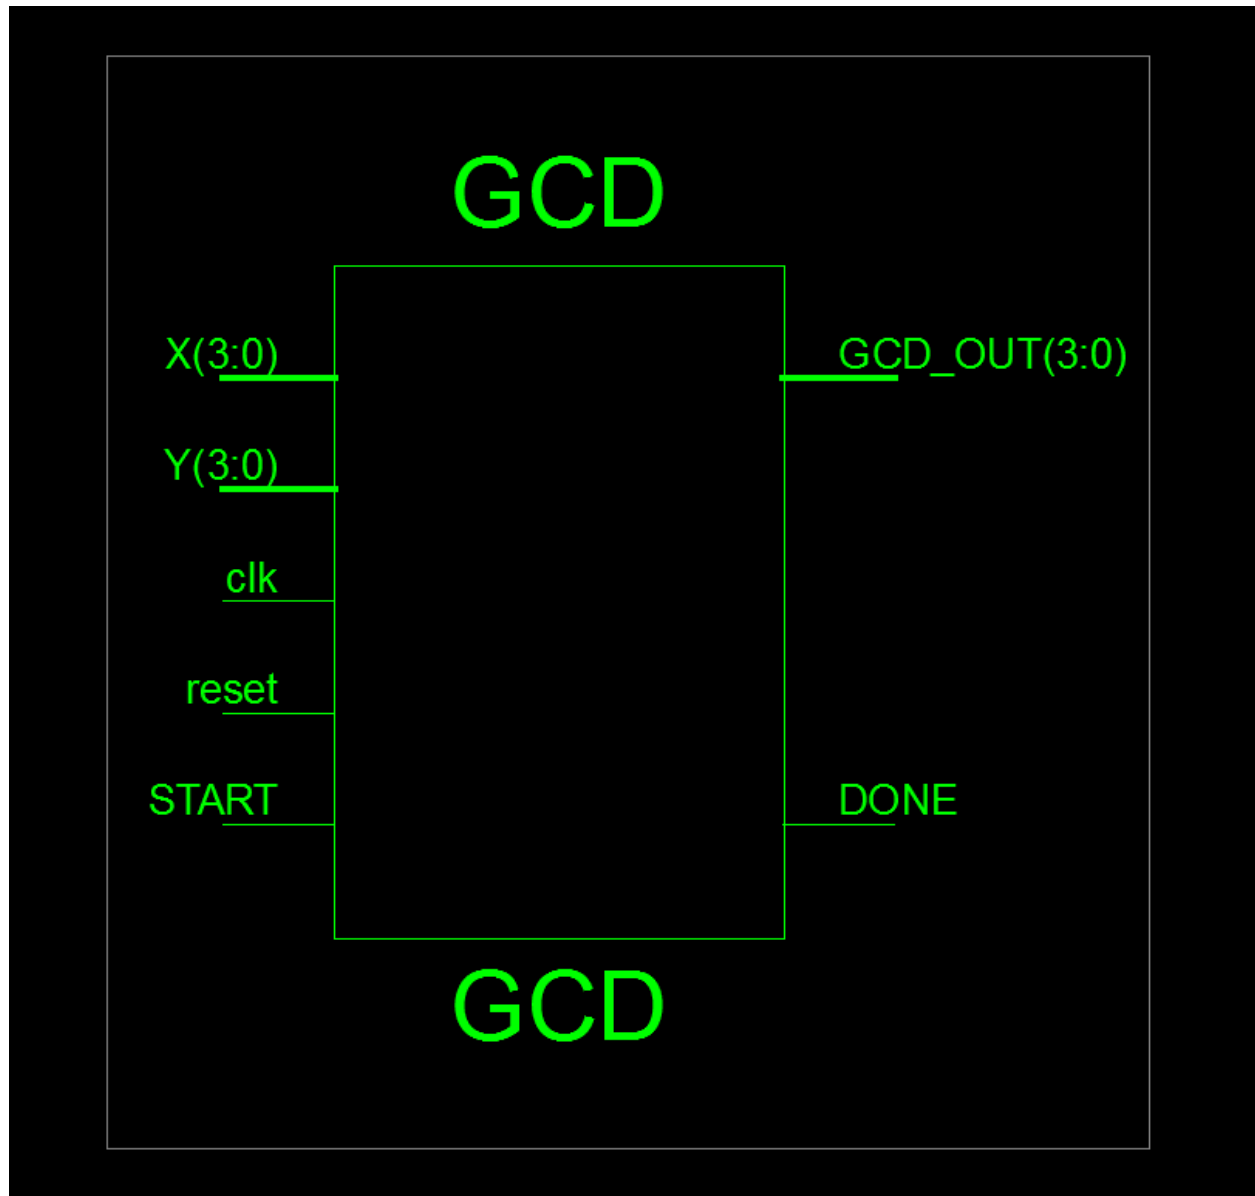 GCD
X(3:0)
GCD_OUT(3:0)
Y(3:0)
clk
reset
START
DONE
GCD